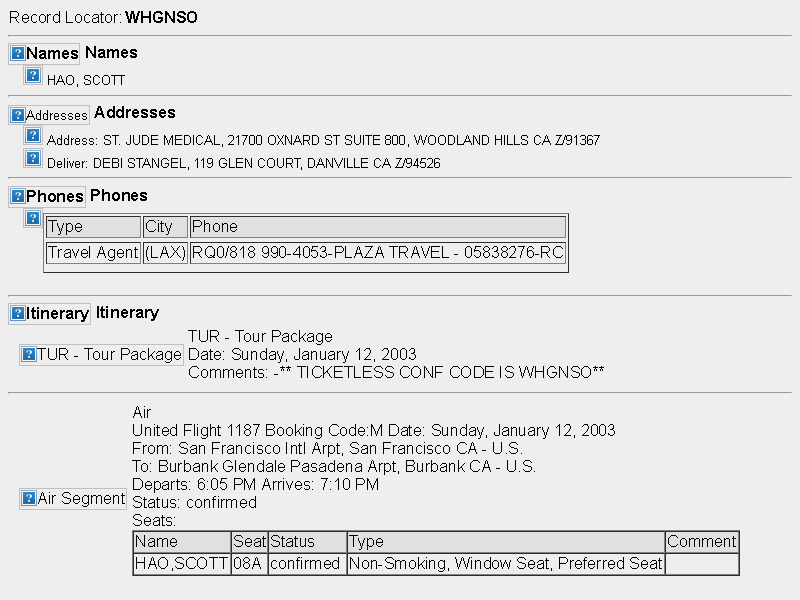 Record Locator: WHGNSO
Names Names
HAO, SCOTT
Addresses Addresses
Address: ST. JUDE MEDICAL, 21700 OXNARD ST SUITE 800, WOODLAND HILLS CA Z/91367
Deliver: DEBI STANGEL, 119 GLEN COURT, DANVILLE CA Z/94526
Phones Phones
Type City Phone
Travel Agent (LAX) RQ0/818 990-4053-PLAZA TRAVEL - 05838276-RC
Itinerary Itinerary
TUR - Tour Package
TUR - Tour Package
Date: Sunday, January 12, 2003
Comments: -** TICKETLESS CONF CODE IS WHGNSO**
Air Segment
Air
United Flight 1187 Booking Code:M Date: Sunday, January 12, 2003
From: San Francisco Intl Arpt, San Francisco CA - U.S.
To: Burbank Glendale Pasadena Arpt, Burbank CA - U.S.
Departs: 6:05 PM Arrives: 7:10 PM
Status: confirmed
Seats:
Name Seat Status Type Comment
HAO,SCOTT 08A confirmed Non-Smoking, Window Seat, Preferred Seat